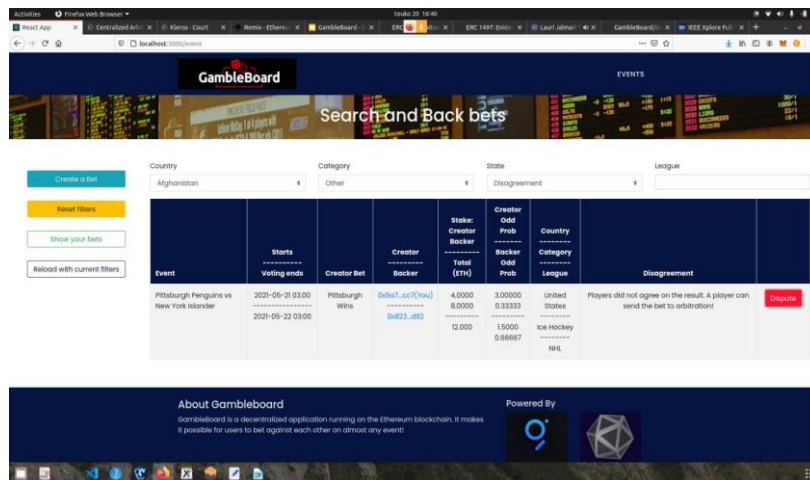 Activities
Firefox Web Browser
touko 20 16:40
React App
Centralized Arbi
Kleros - Court
Remix - Ethereu
GambleBoard - G
ERC
ERC 1497: Eviden
Lauri Jalman
GambleBoard/
IEEE Xplore Full
localhost:3000/event
GambleBoard
EVENTS
Search and Back bets
Create a Bet
Reset filters
Show your bets
Reload with current filters
Country
Category
State
League
Afghanistan
Other
Disagreement
Event
Starts
----------
Voting ends
Creator Bet
Creator
----------
Backer
Stake:
Creator
Backer
---------
Total
(ETH)
Creator
Odd
Prob
-------
Backer
Odd
Prob
Country
--------
Category
--------
League
Disagreement
Pittsburgh Penguins vs
New York Islander
2021-05-21 03:00
----------------
2021-05-22 03:00
Pittsburgh
Wins
0x5a7...cc7(You)
----------
0x823...d92
4.0000
8.0000
---------
12.000
3.00000
0.33333
---------
1.5000
0.66667
United
States
--------
Ice Hockey
--------
NHL
Players did not agree on the result. A player can
send the bet to arbitration!
Dispute
About Gambleboard
GambleBoard is a decentralized application running on the Ethereum blockchain. It makes
it possible for users to bet against each other on almost any event!
Powered By